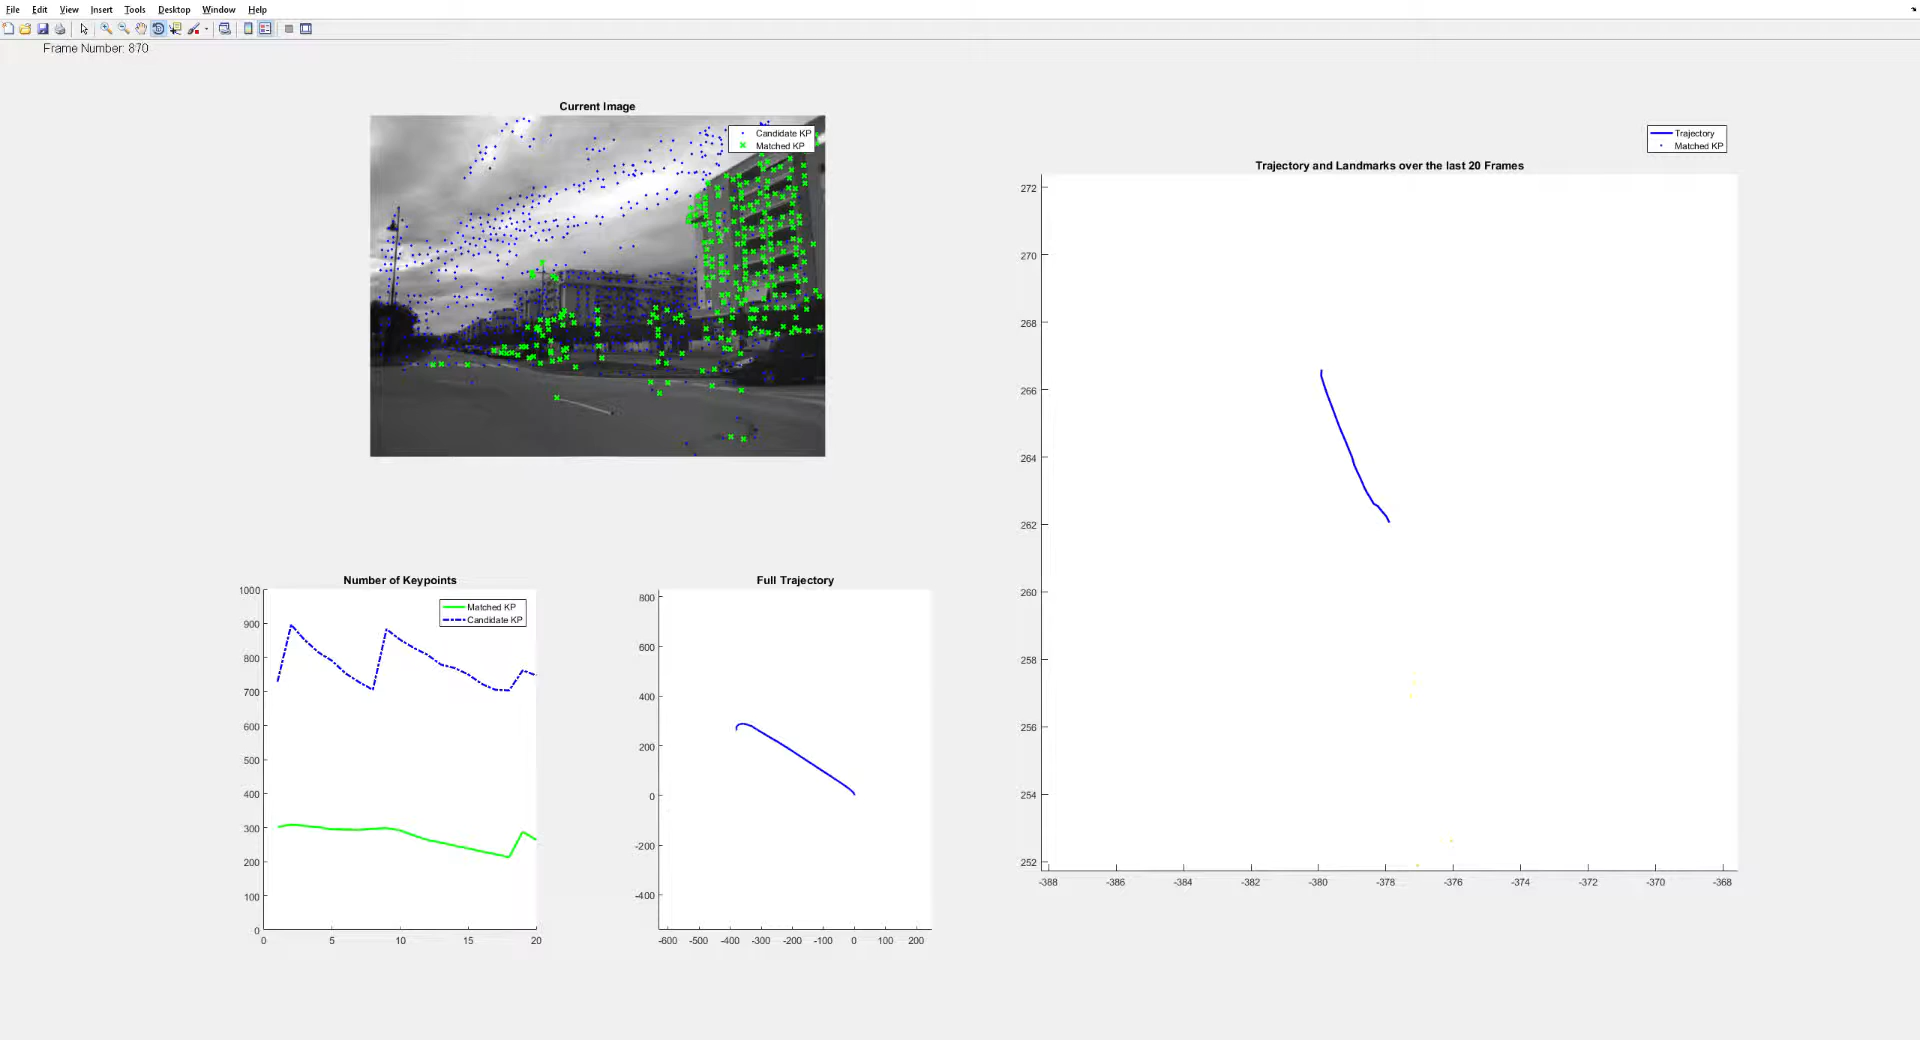 File Edit View Insert Tools Desktop Window Help
Frame Number: 870
Current Image
Candidate KP
Matched KP
Trajectory
Matched KP
Trajectory and Landmarks over the last 20 Frames
272
270
268
266
264
262
260
258
256
254
252
-388 -386 -384 -382 -380 -378 -376 -374 -372 -370 -368
Number of Keypoints
Matched KP
Candidate KP
1000
900
800
700
600
500
400
300
200
100
0
0 5 10 15 20
Full Trajectory
800
600
400
200
0
-200
-400
-600 -500 -400 -300 -200 -100 0 100 200